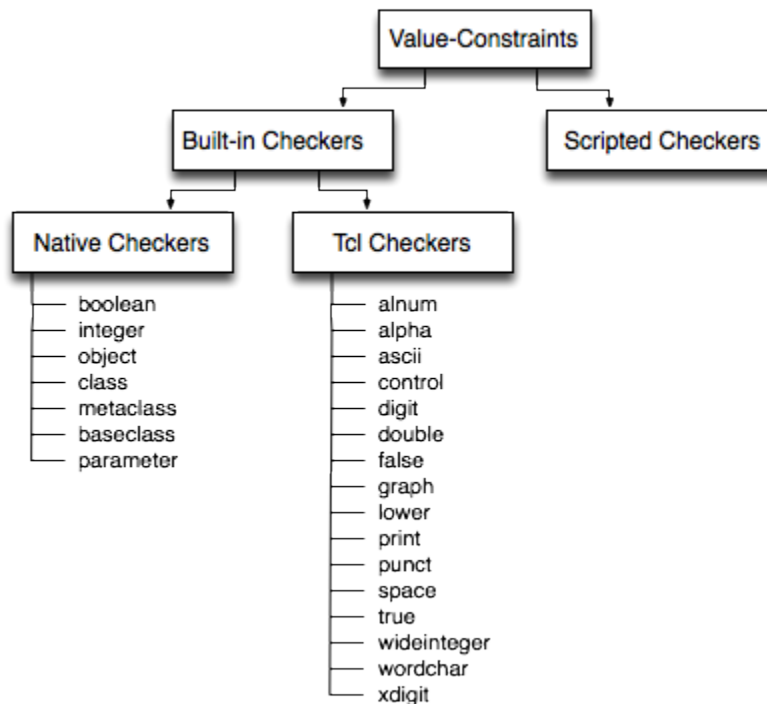 Value-Constraints
Built-in Checkers
Scripted Checkers
Native Checkers
Tcl Checkers
boolean
integer
object
class
metaclass
baseclass
parameter
alnum
alpha
ascii
control
digit
double
false
graph
lower
print
punct
space
true
wideinteger
wordchar
xdigit